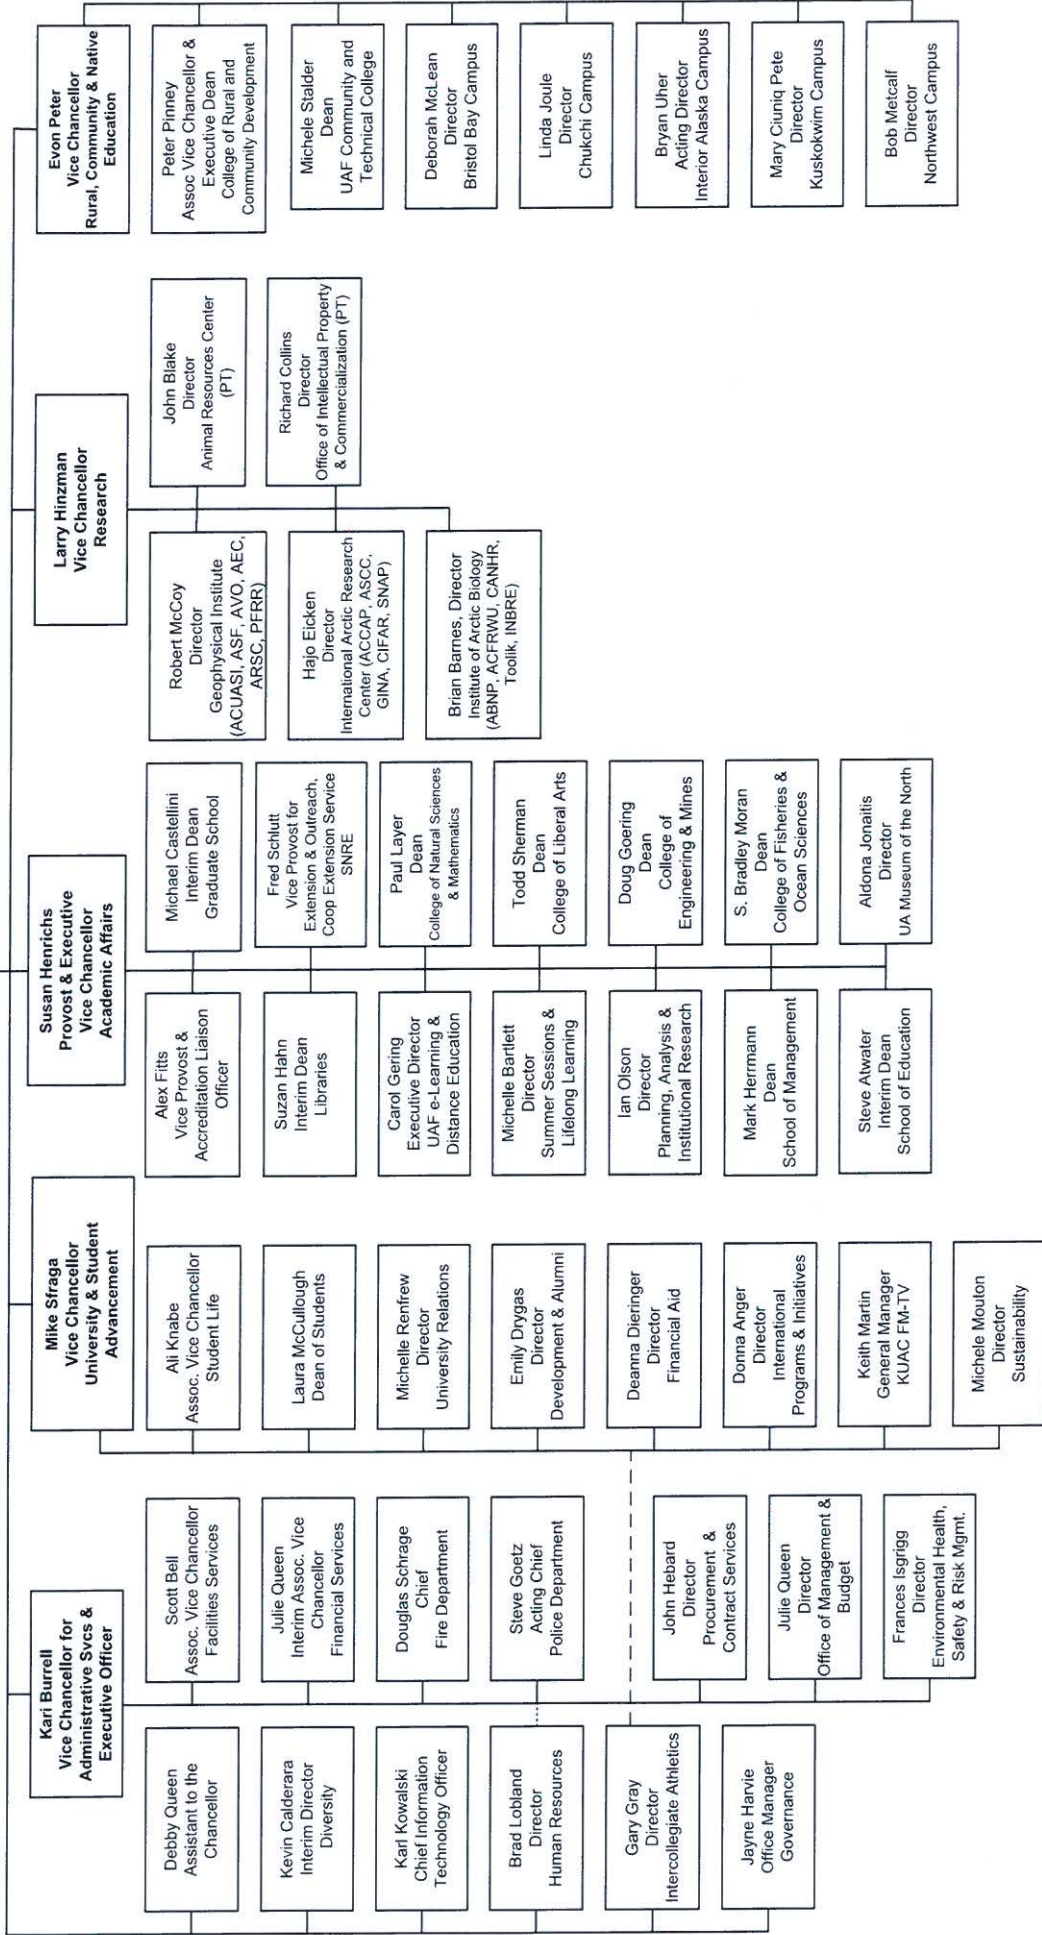 Kari Burrell
Vice Chancellor for
Administrative Svcs &
Executive Officer
Debby Queen
Assistant to the
Chancellor
Kevin Calderara
Interim Director
Diversity
Karl Kowalski
Chief Information
Technology Officer
Brad Lobland
Director
Human Resources
Gary Gray
Director
Intercollegiate Athletics
Jayne Harvie
Office Manager
Governance
Scott Bell
Assoc. Vice Chancellor
Facilities Services
Julie Queen
Interim Assoc. Vice
Chancellor
Financial Services
Douglas Schrage
Chief
Fire Department
Steve Goetz
Acting Chief
Police Department
John Hebard
Director
Procurement &
Contract Services
Julie Queen
Director
Office of Management &
Budget
Frances Isgrigg
Director
Environmental Health,
Safety & Risk Mgmt.
Mike Sfraga
Vice Chancellor
University & Student
Advancement
Ali Knabe
Assoc. Vice Chancellor
Student Life
Laura McCullough
Dean of Students
Michelle Renfrew
Director
University Relations
Emily Drygas
Director
Development & Alumni
Deanna Dieringer
Director
Financial Aid
Donna Anger
Director
International
Programs & Initiatives
Keith Martin
General Manager
KUAC FM-TV
Michele Mouton
Director
Sustainability
Susan Henrichs
Provost & Executive
Vice Chancellor
Academic Affairs
Alex Fitts
Vice Provost &
Accreditation Liaison
Officer
Suzan Hahn
Interim Dean
Libraries
Carol Gering
Executive Director
UAF e-Learning &
Distance Education
Michelle Bartlett
Director
Summer Sessions &
Lifelong Learning
Ian Olson
Director
Planning, Analysis &
Institutional Research
Mark Herrmann
Dean
School of Management
Steve Atwater
Interim Dean
School of Education
Michael Castellini
Interim Dean
Graduate School
Fred Schlutt
Vice Provost for
Extension & Outreach,
Coop Extension Service
SNRE
Paul Layer
Dean
College of Natural Sciences
& Mathematics
Todd Sherman
Dean
College of Liberal Arts
Doug Goering
Dean
College of
Engineering & Mines
S. Bradley Moran
Dean
College of Fisheries &
Ocean Sciences
Aldona Jonaitis
Director
UA Museum of the North
Larry Hinzman
Vice Chancellor
Research
Robert McCoy
Director
Geophysical Institute
(ACUASI, ASF, AVO, AEC,
ARSC, PFRR)
Hajo Eicken
Director
International Arctic Research
Center (ACCAP, ASCC,
GINA, CIFAR, SNAP)
Brian Barnes, Director
Institute of Arctic Biology
(ABNP, ACFRWU, CANHR,
Toolik, INBRE)
John Blake
Director
Animal Resources Center
(PT)
Richard Collins
Director
Office of Intellectual Property
& Commercialization (PT)
Evon Peter
Vice Chancellor
Rural, Community & Native
Education
Peter Pinney
Assoc Vice Chancellor &
Executive Dean
College of Rural and
Community Development
Michele Stalder
Dean
UAF Community and
Technical College
Deborah McLean
Director
Bristol Bay Campus
Linda Joule
Director
Chukchi Campus
Bryan Uher
Acting Director
Interior Alaska Campus
Mary Ciuniq Pete
Director
Kuskokwim Campus
Bob Metcalf
Director
Northwest Campus